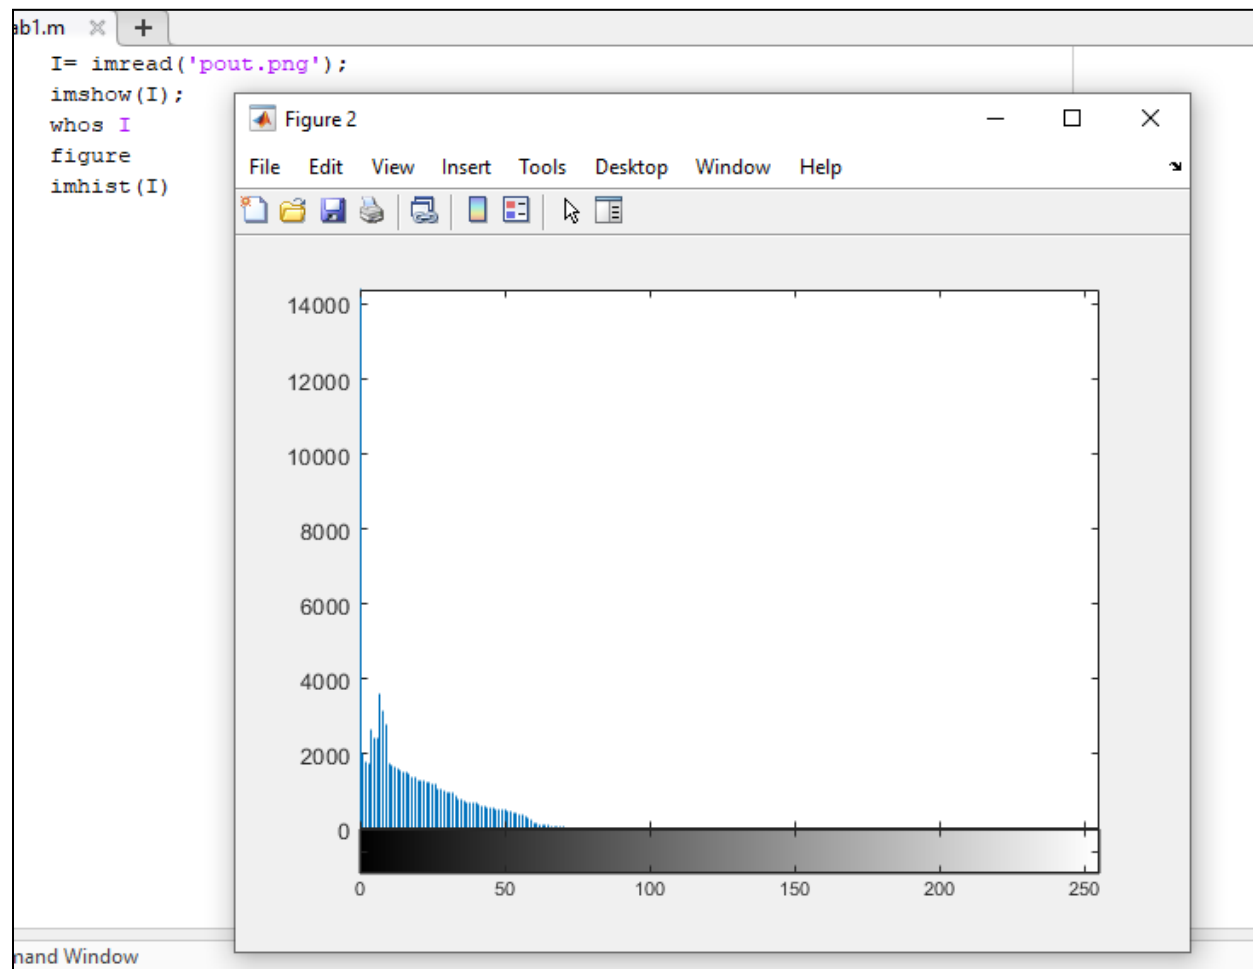 ab1.m
I= imread('pout.png');
imshow(I);
whos I
figure
imhist(I)
Figure 2
File Edit View Insert Tools Desktop Window Help
14000
12000
10000
8000
6000
4000
2000
0
0 50 100 150 200 250
mand Window